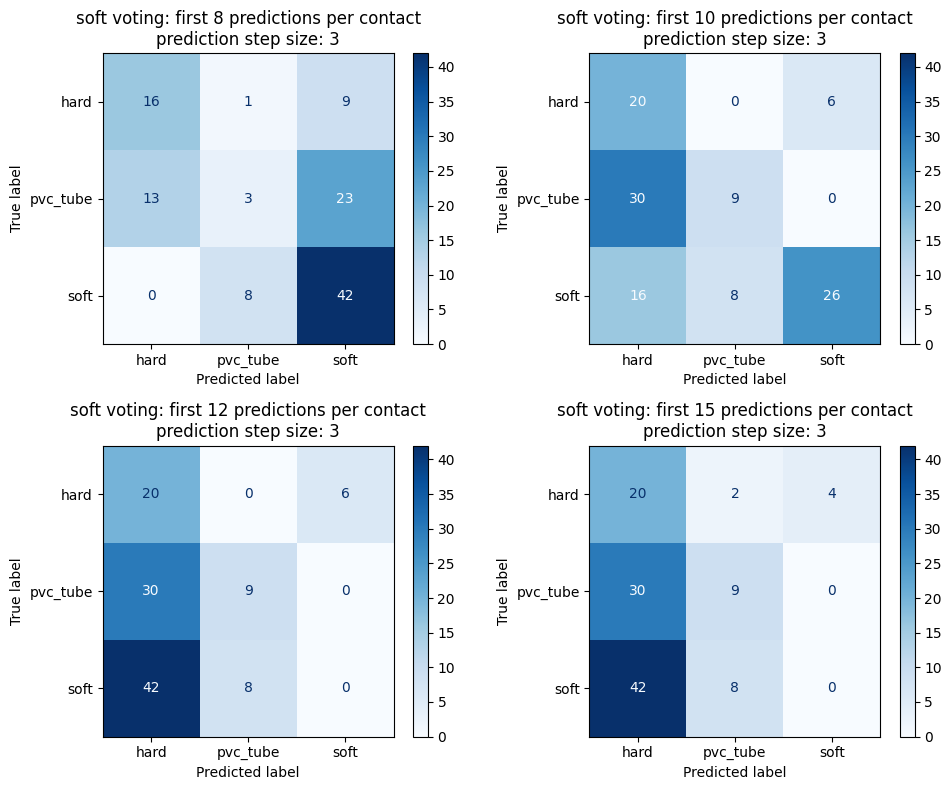 soft voting: first 8 predictions per contact
prediction step size: 3
True label
hard
pvc_tube
soft
16 1 9
13 3 23
0 8 42
hard pvc_tube soft
Predicted label
40
35
30
25
20
15
10
5
0
soft voting: first 10 predictions per contact
prediction step size: 3
True label
hard
pvc_tube
soft
20 0 6
30 9 0
16 8 26
hard pvc_tube soft
Predicted label
40
35
30
25
20
15
10
5
0
soft voting: first 12 predictions per contact
prediction step size: 3
True label
hard
pvc_tube
soft
20 0 6
30 9 0
42 8 0
hard pvc_tube soft
Predicted label
40
35
30
25
20
15
10
5
0
soft voting: first 15 predictions per contact
prediction step size: 3
True label
hard
pvc_tube
soft
20 2 4
30 9 0
42 8 0
hard pvc_tube soft
Predicted label
40
35
30
25
20
15
10
5
0